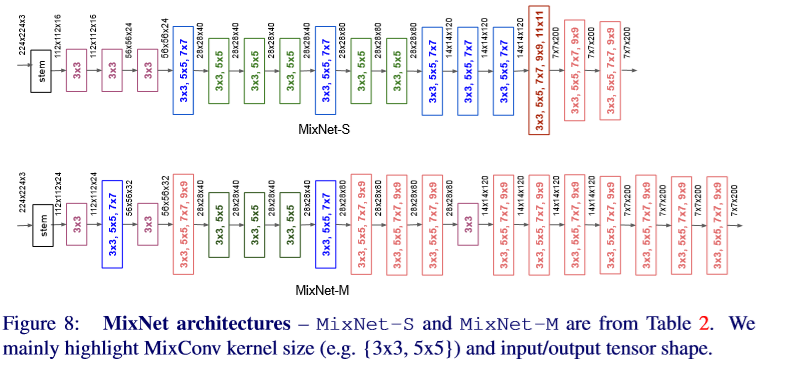 224x224x3
stem
112x112x16
3x3
112x112x16
3x3
56x56x24
3x3
56x56x24
3x3, 5x5, 7x7
28x28x40
3x3, 5x5
28x28x40
3x3, 5x5
28x28x40
3x3, 5x5
28x28x40
3x3, 5x5, 7x7
28x28x80
3x3, 5x5
28x28x80
3x3, 5x5
28x28x80
3x3, 5x5, 7x7
14x14x120
3x3, 5x5, 7x7
14x14x120
3x3, 5x5, 7x7
14x14x120
3x3, 5x5, 7x7, 9x9, 11x11
7x7x200
3x3, 5x5, 7x7, 9x9
7x7x200
3x3, 5x5, 7x7, 9x9
7x7x200
MixNet-S
224x224x3
stem
112x112x24
3x3
112x112x24
3x3, 5x5, 7x7
56x56x32
3x3
56x56x32
3x3, 5x5, 7x7, 9x9
28x28x40
3x3, 5x5
28x28x40
3x3, 5x5
28x28x40
3x3, 5x5
28x28x40
3x3, 5x5, 7x7
28x28x80
3x3, 5x5, 7x7, 9x9
28x28x80
3x3, 5x5, 7x7, 9x9
28x28x80
3x3, 5x5, 7x7, 9x9
28x28x80
3x3
14x14x120
3x3, 5x5, 7x7, 9x9
14x14x120
3x3, 5x5, 7x7, 9x9
14x14x120
3x3, 5x5, 7x7, 9x9
14x14x120
3x3, 5x5, 7x7, 9x9
7x7x200
3x3, 5x5, 7x7, 9x9
7x7x200
3x3, 5x5, 7x7, 9x9
7x7x200
3x3, 5x5, 7x7, 9x9
7x7x200
MixNet-M
Figure 8: MixNet architectures – MixNet-S and MixNet-M are from Table 2. We
mainly highlight MixConv kernel size (e.g. {3x3, 5x5}) and input/output tensor shape.